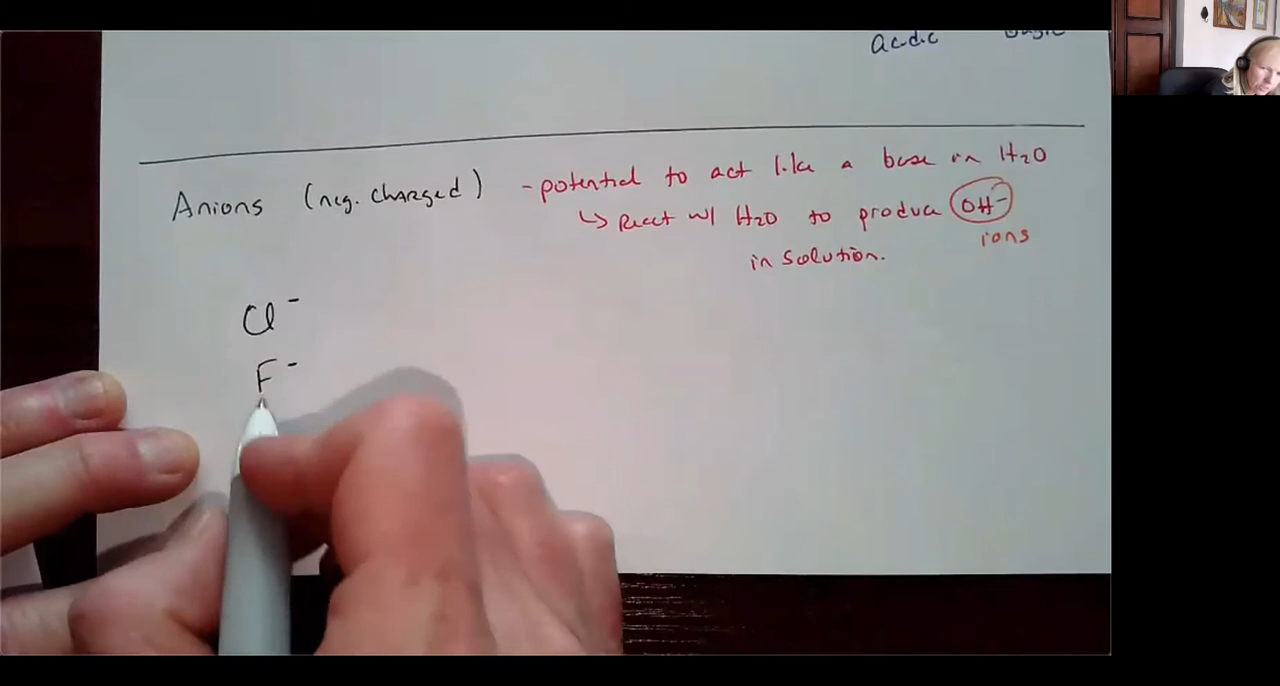 acidic basic
Anions (neg. charged) - potential to act like a base in H₂O
↳ React w/ H₂O to produce OH⁻
ions
in solution.
Cl⁻
F⁻